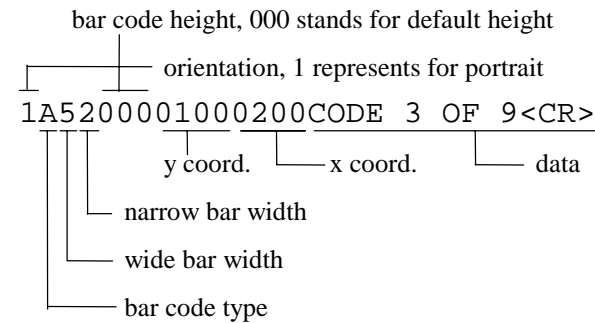 bar code height, 000 stands for default height
orientation, 1 represents for portrait
1A5200001000200CODE 3 OF 9<CR>
y coord. x coord. data
narrow bar width
wide bar width
bar code type